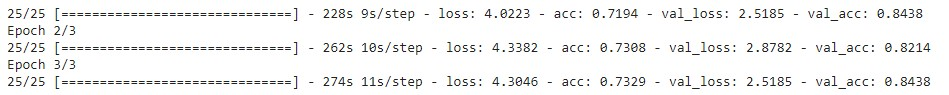 25/25 [==============================] - 228s 9s/step - loss: 4.0223 - acc: 0.7194 - val_loss: 2.5185 - val_acc: 0.8438
Epoch 2/3
25/25 [==============================] - 262s 10s/step - loss: 4.3382 - acc: 0.7308 - val_loss: 2.8782 - val_acc: 0.8214
Epoch 3/3
25/25 [==============================] - 274s 11s/step - loss: 4.3046 - acc: 0.7329 - val_loss: 2.5185 - val_acc: 0.8438